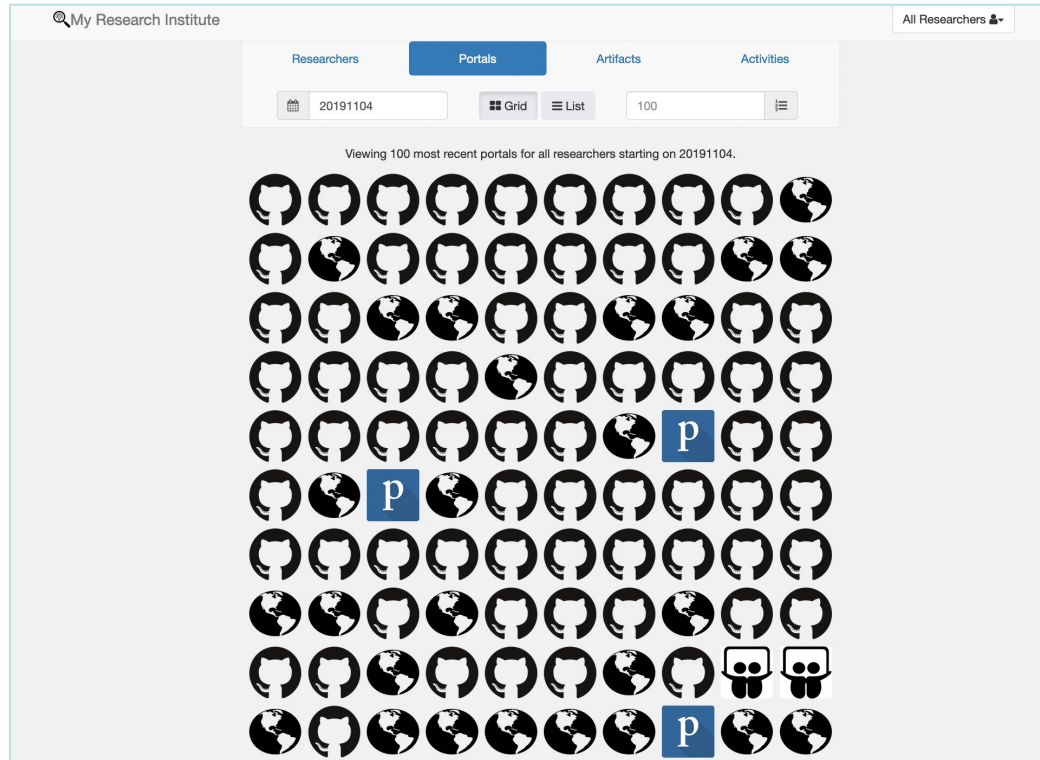 My Research Institute
All Researchers
Researchers
Portals
Artifacts
Activities
20191104
Grid
List
100
Viewing 100 most recent portals for all researchers starting on 20191104.
p
p
p